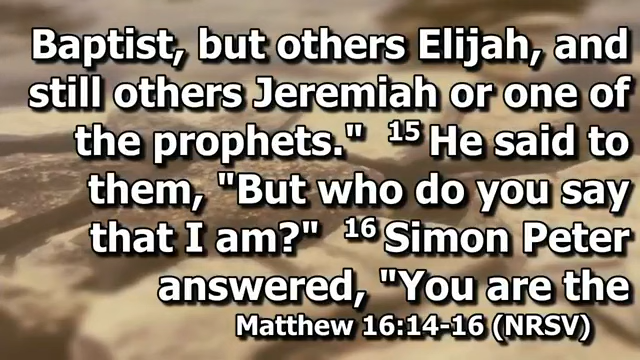 Baptist, but others Elijah, and
still others Jeremiah or one of
the prophets." 15 He said to
them, "But who do you say
that I am?" 16 Simon Peter
answered, "You are the
Matthew 16:14-16 (NRSV)